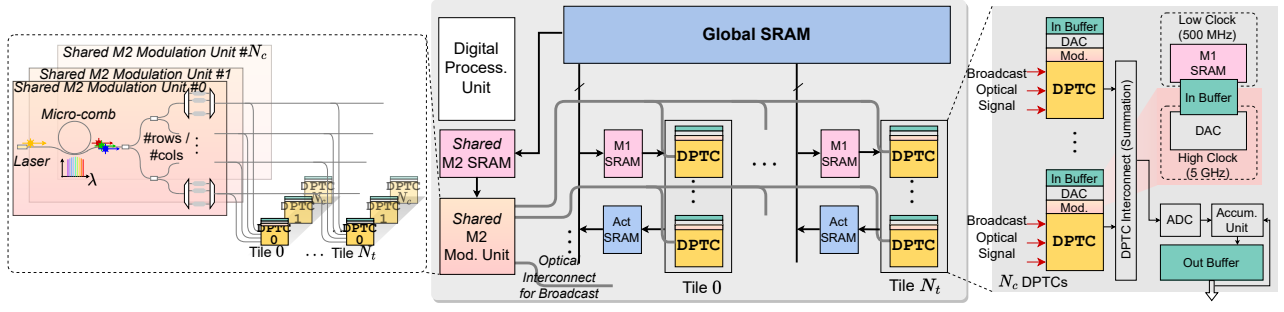 Shared M2 Modulation Unit #N_c
Shared M2 Modulation Unit #1
Shared M2 Modulation Unit #0
Micro-comb
Laser
λ
#rows /
#cols
DPTC
N_c
DPTC
1
DPTC
0
DPTC
N_c
DPTC
1
DPTC
0
Tile 0
...
Tile N_t
Digital
Process.
Unit
Global SRAM
Shared
M2 SRAM
Shared
M2
Mod. Unit
M1
SRAM
DPTC
...
M1
SRAM
DPTC
Act
SRAM
DPTC
Act
SRAM
DPTC
Optical
Interconnect
for Broadcast
Tile 0
Tile N_t
In Buffer
DAC
Mod.
DPTC
Broadcast
Optical
Signal
In Buffer
DAC
Mod.
DPTC
Broadcast
Optical
Signal
N_c DPTCs
DPTC Interconnect (Summation)
Low Clock
(500 MHz)
M1
SRAM
In Buffer
DAC
High Clock
(5 GHz)
ADC
Accum.
Unit
Out Buffer